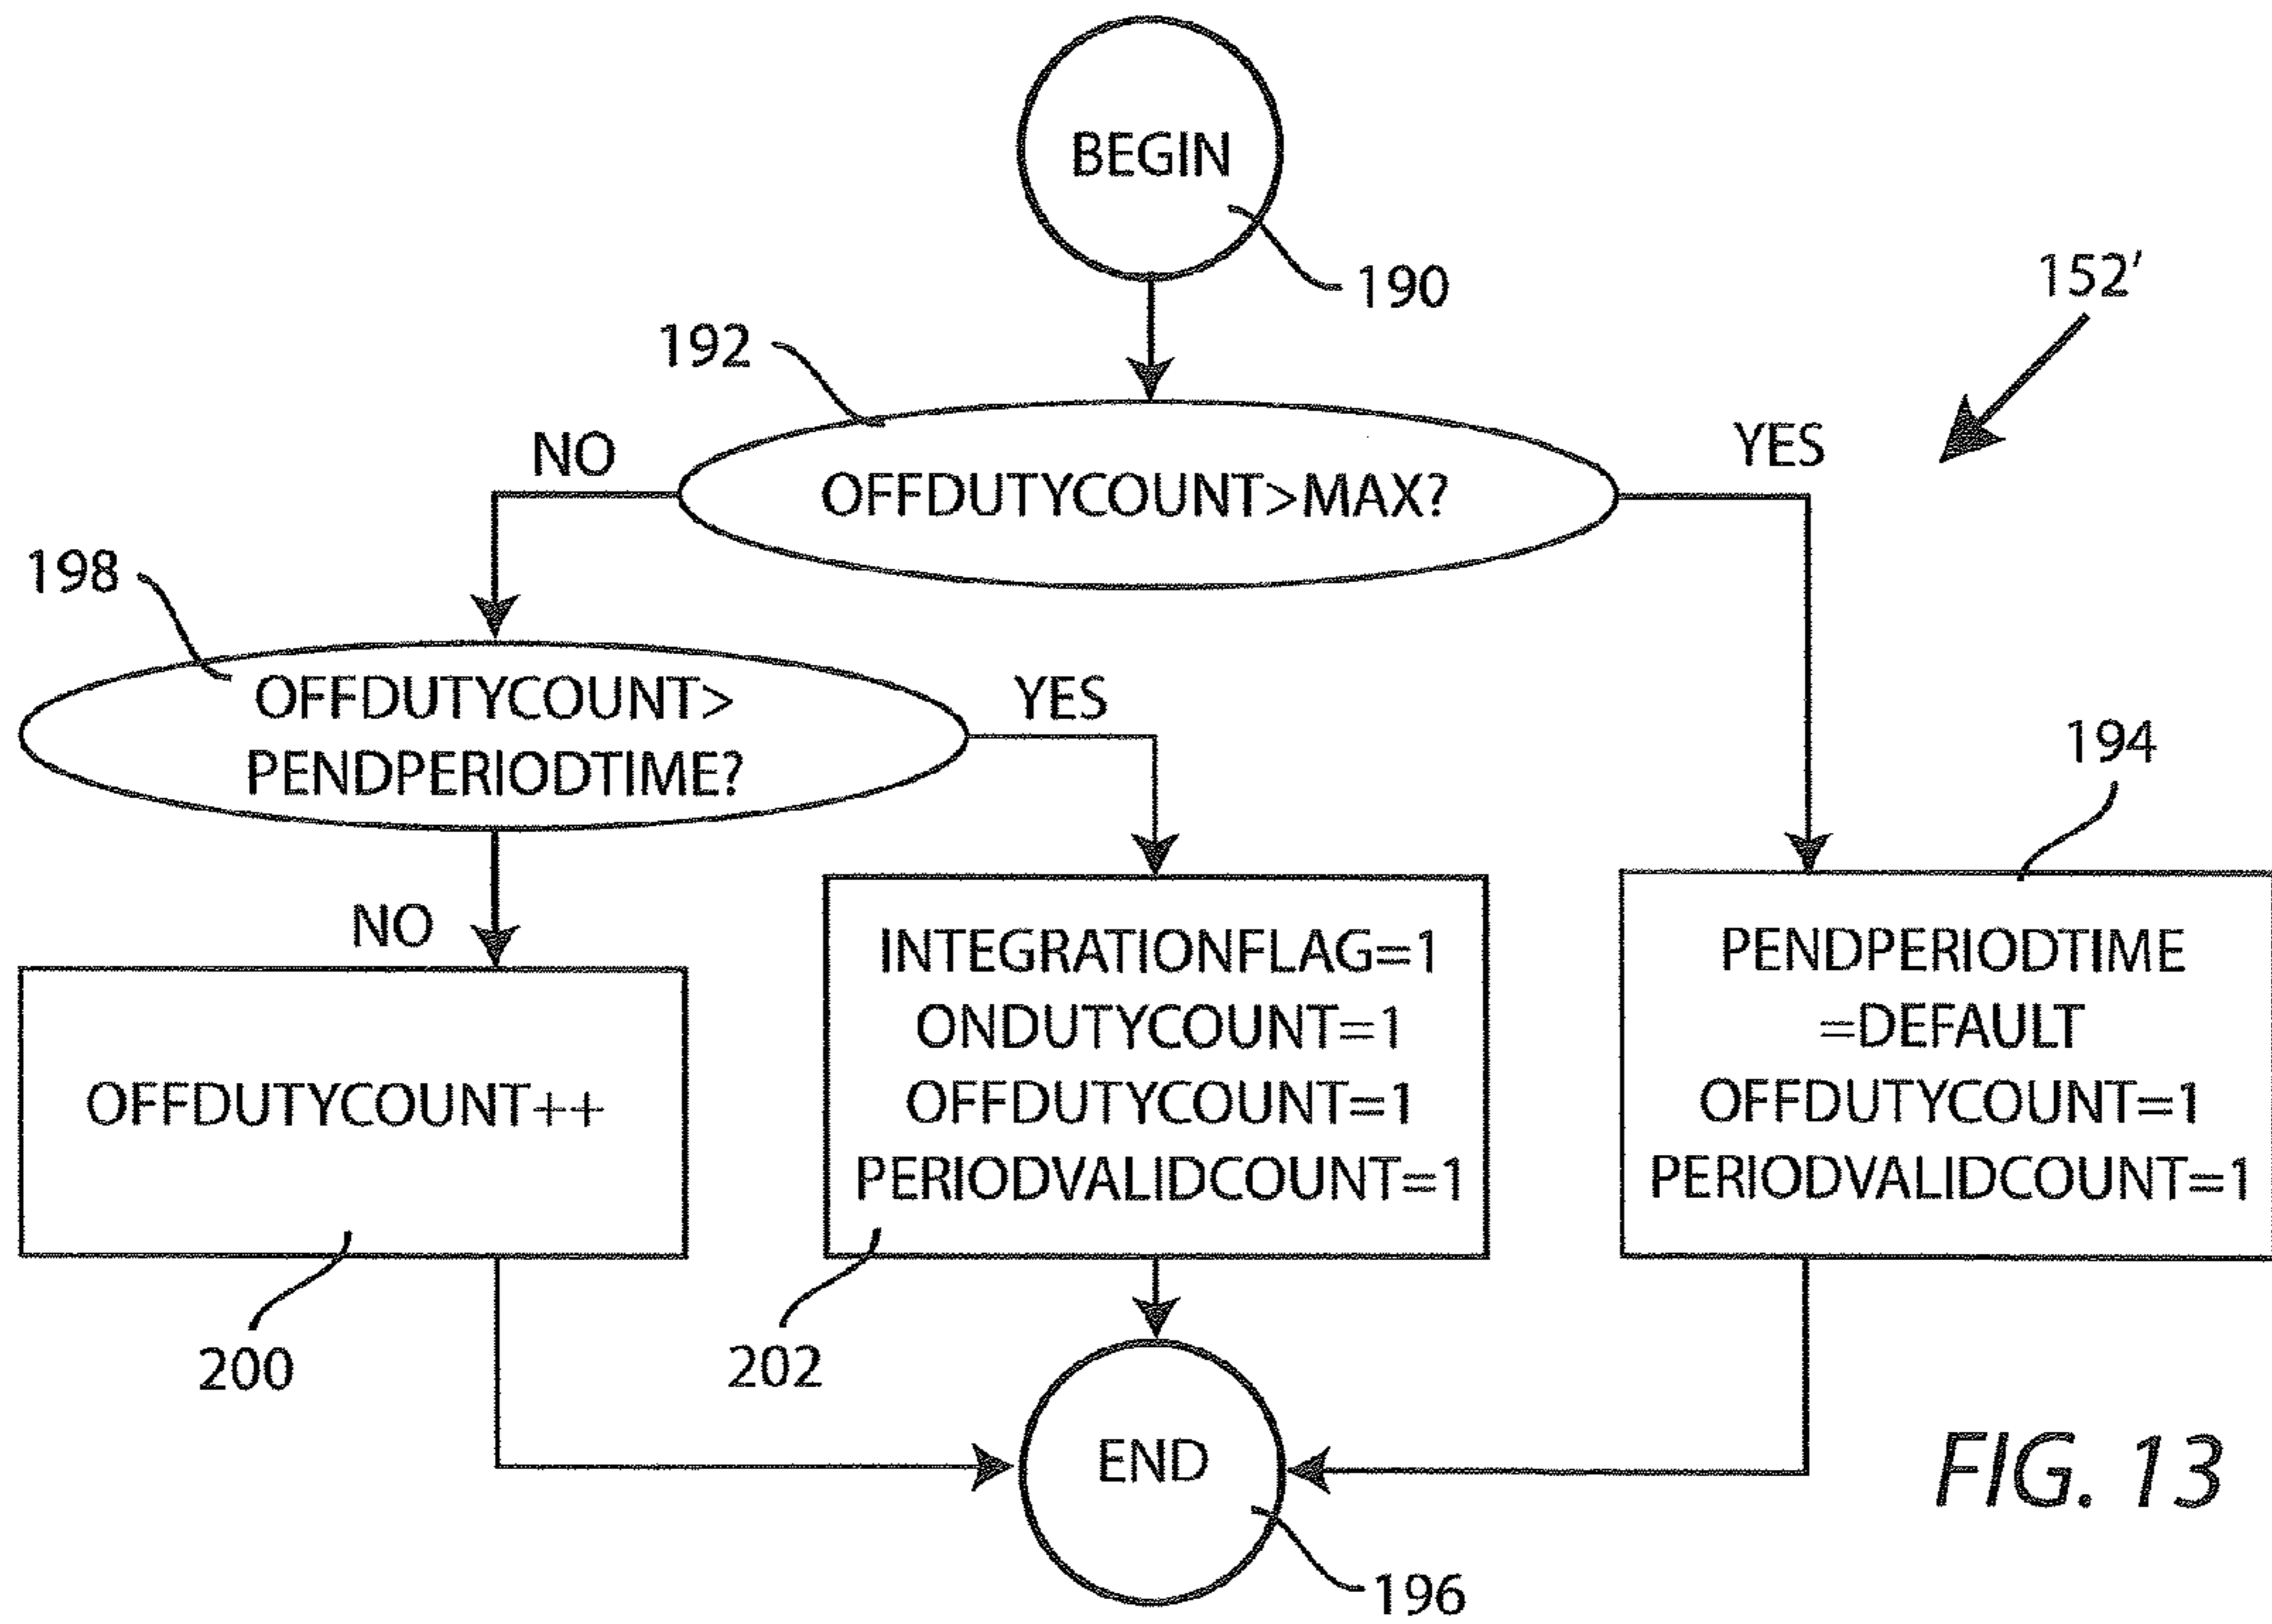 BEGIN
190
152'
192
NO
OFFDUTYCOUNT>MAX?
YES
198
OFFDUTYCOUNT>
PENDPERIODTIME?
YES
194
NO
OFFDUTYCOUNT++
INTEGRATIONFLAG=1
ONDUTYCOUNT=1
OFFDUTYCOUNT=1
PERIODVALIDCOUNT=1
PENDPERIODTIME
=DEFAULT
OFFDUTYCOUNT=1
PERIODVALIDCOUNT=1
200
202
END
196
FIG. 13